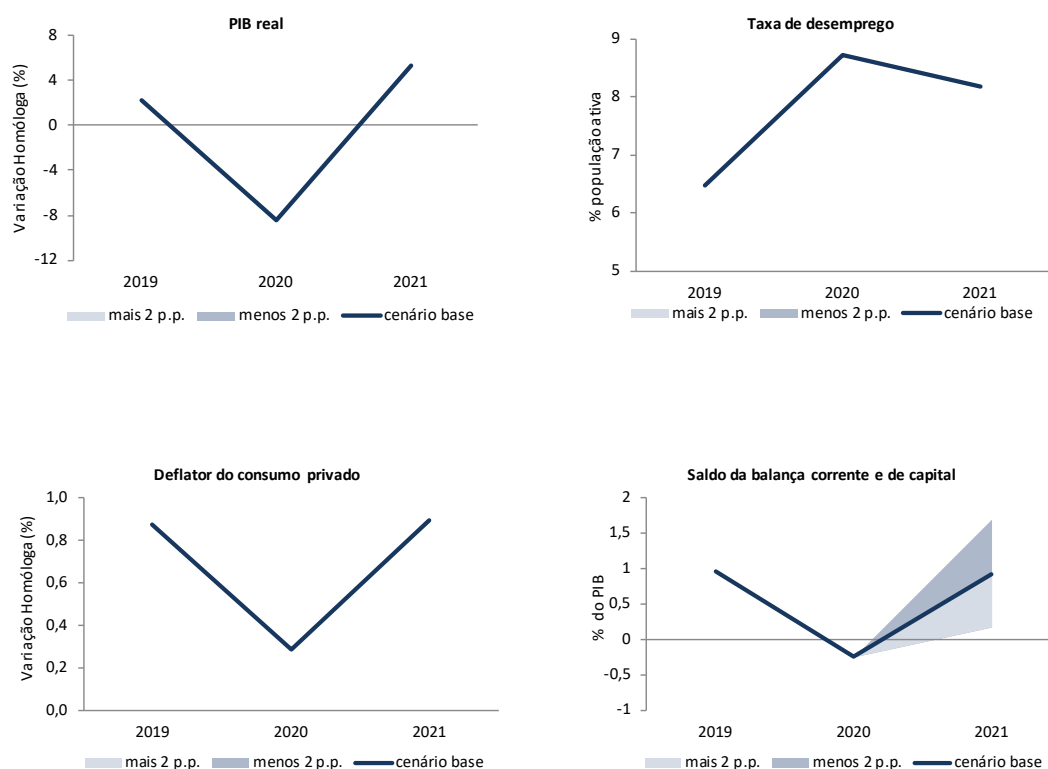 PIB real
8
4
0
-4
-8
-12
Variação Homóloga (%)
2019 2020 2021
mais 2 p.p. menos 2 p.p. cenário base
Taxa de desemprego
9
8
7
6
5
% população ativa
2019 2020 2021
mais 2 p.p. menos 2 p.p. cenário base
Deflator do consumo privado
1,0
0,8
0,6
0,4
0,2
0,0
Variação Homóloga (%)
2019 2020 2021
mais 2 p.p. menos 2 p.p. cenário base
Saldo da balança corrente e de capital
2
1,5
1
0,5
0
-0,5
-1
% do PIB
2019 2020 2021
mais 2 p.p. menos 2 p.p. cenário base